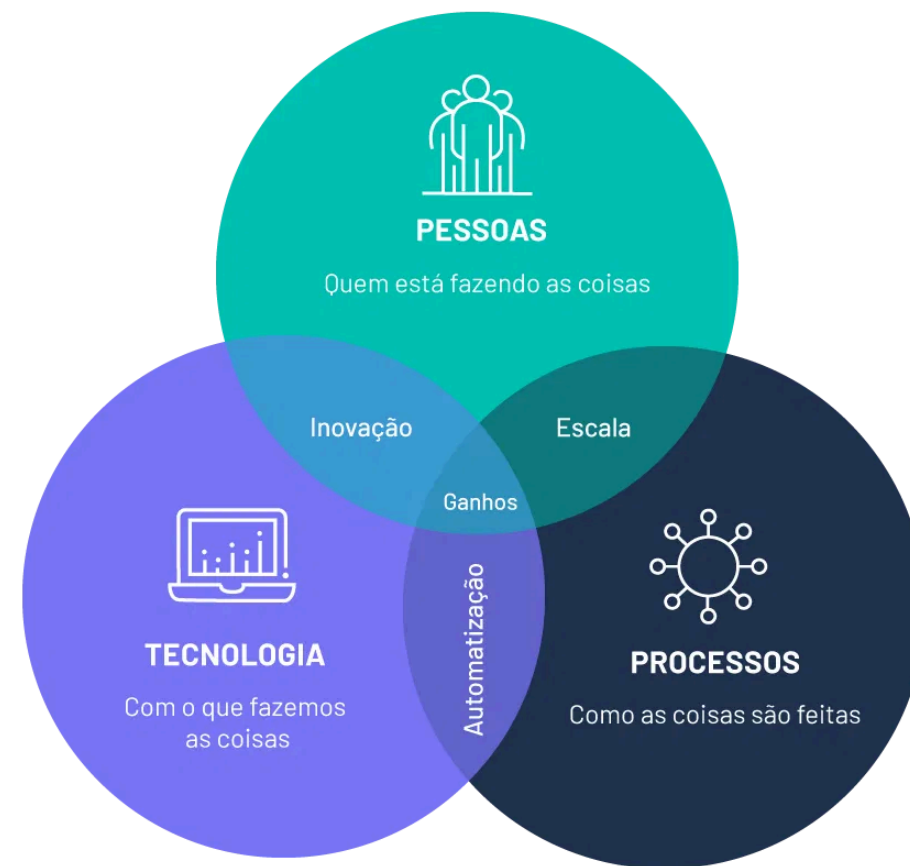 PESSOAS
Quem está fazendo as coisas
Inovação
Escala
Ganhos
Automatização
TECNOLOGIA
Com o que fazemos
as coisas
PROCESSOS
Como as coisas são feitas